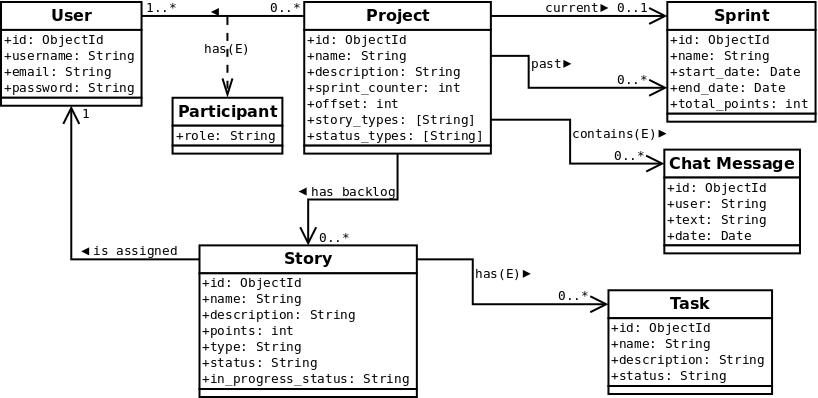 User
+id: ObjectId
+username: String
+email: String
+password: String
1..*
◄
0..*
has(E)
Participant
+role: String
Project
+id: ObjectId
+name: String
+description: String
+sprint_counter: int
+offset: int
+story_types: [String]
+status_types: [String]
current►
0..1
past►
0..*
Sprint
+id: ObjectId
+name: String
+start_date: Date
+end_date: Date
+total_points: int
contains(E)►
0..*
Chat Message
+id: ObjectId
+user: String
+text: String
+date: Date
1
◄is assigned
◄has backlog
0..*
Story
+id: ObjectId
+name: String
+description: String
+points: int
+type: String
+status: String
+in_progress_status: String
has(E)►
0..*
Task
+id: ObjectId
+name: String
+description: String
+status: String